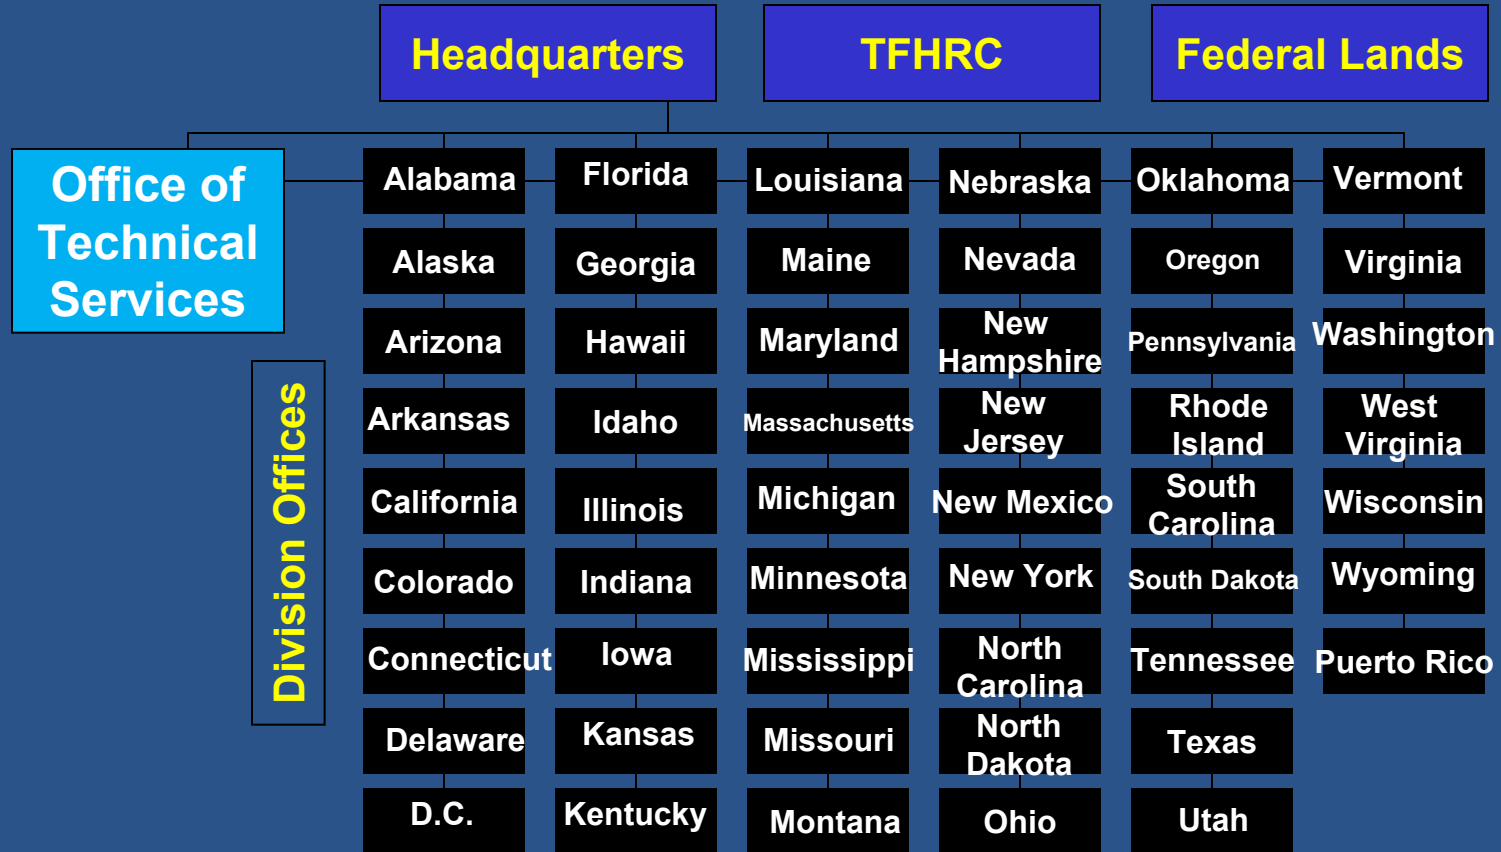 Headquarters
TFHRC
Federal Lands
Office of
Technical
Services
Division Offices
Alabama
Alaska
Arizona
Arkansas
California
Colorado
Connecticut
Delaware
D.C.
Florida
Georgia
Hawaii
Idaho
Illinois
Indiana
Iowa
Kansas
Kentucky
Louisiana
Maine
Maryland
Massachusetts
Michigan
Minnesota
Mississippi
Missouri
Montana
Nebraska
Nevada
New
Hampshire
New
Jersey
New Mexico
New York
North
Carolina
North
Dakota
Ohio
Oklahoma
Oregon
Pennsylvania
Rhode
Island
South
Carolina
South Dakota
Tennessee
Texas
Utah
Vermont
Virginia
Washington
West
Virginia
Wisconsin
Wyoming
Puerto Rico